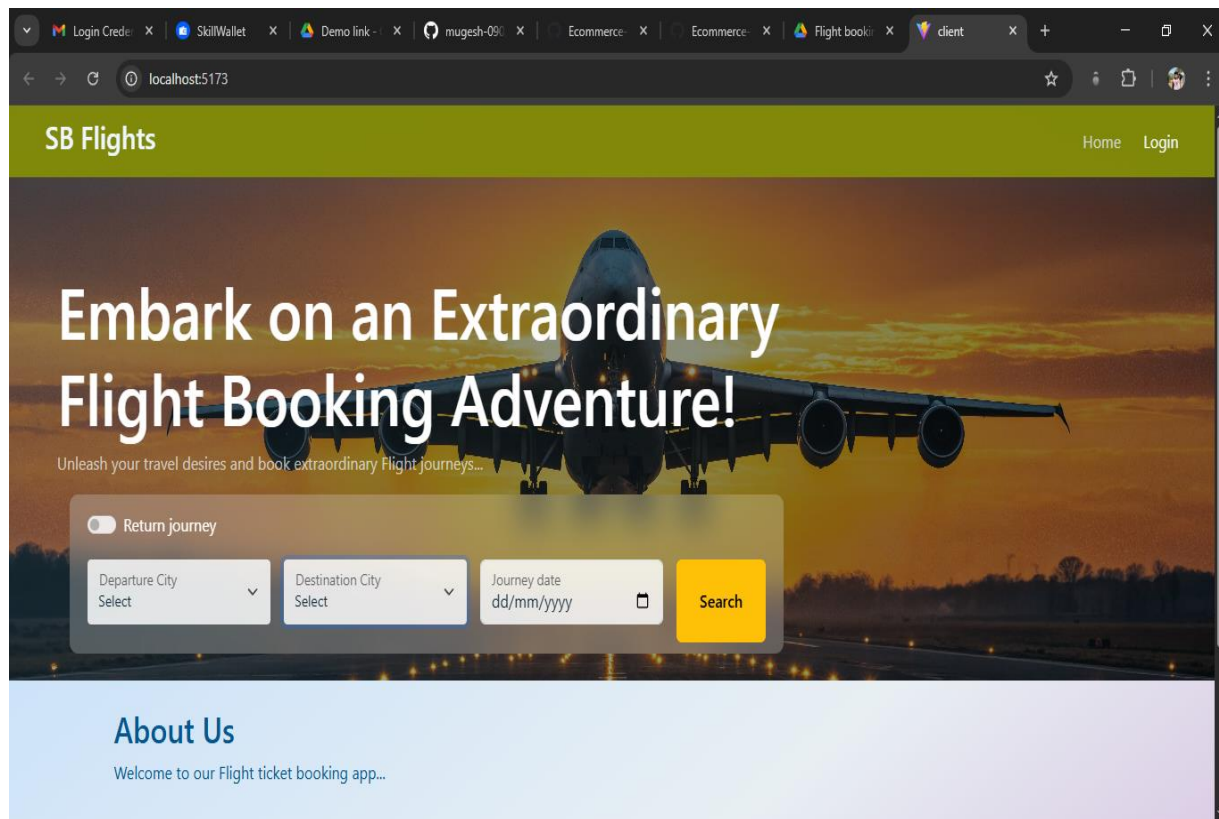 Login Creder
SkillWallet
Demo link -
mugesh-090
Ecommerce-
Ecommerce-
Flight bookin
client
localhost:5173
SB Flights
Home Login
Embark on an Extraordinary
Flight Booking Adventure!
Unleash your travel desires and book extraordinary Flight journeys...
Return journey
Departure City
Select
Destination City
Select
Journey date
dd/mm/yyyy
Search
About Us
Welcome to our Flight ticket booking app...